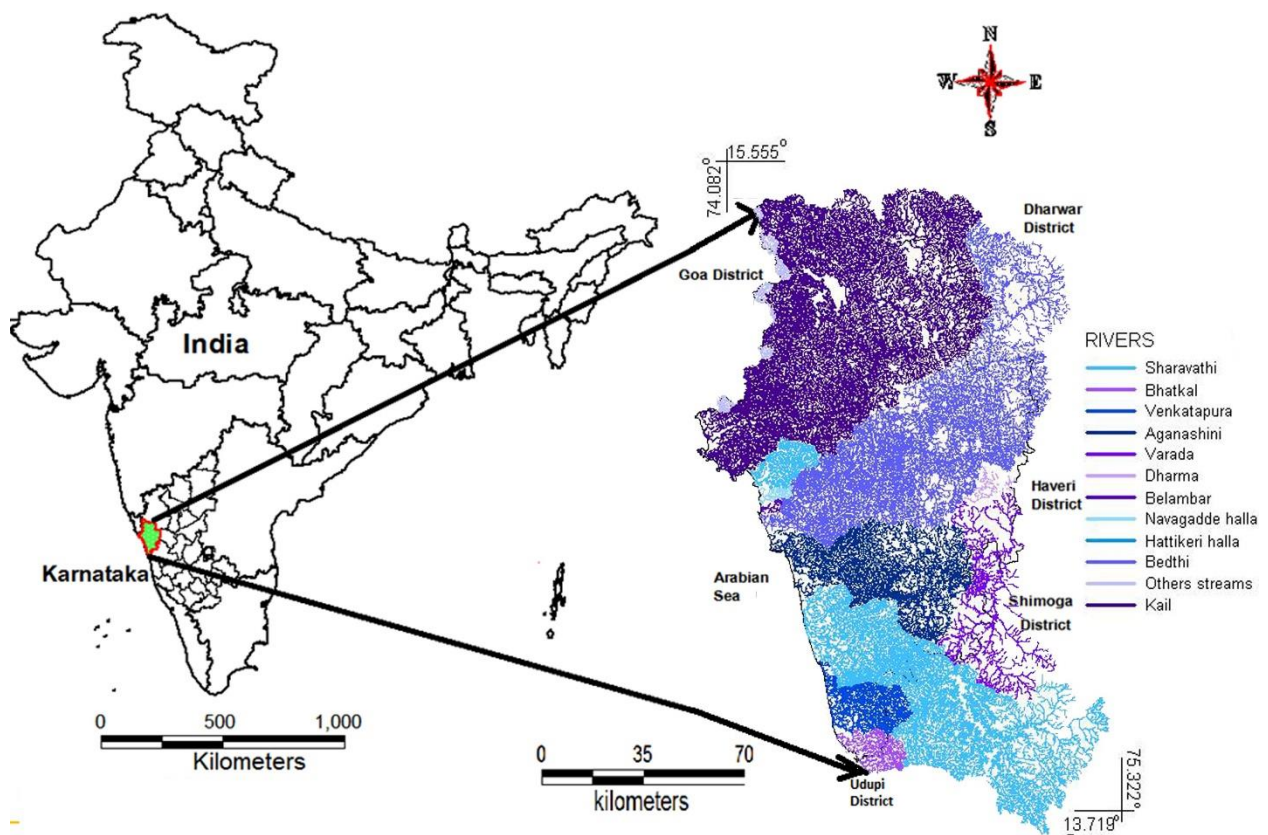 N
W E
S
15.555°
74.082°
Dharwar
District
Goa District
India
RIVERS
Sharavathi
Bhatkal
Venkatapura
Aganashini
Varada
Dharma
Belambar
Navagadde halla
Hattikeri halla
Bedthi
Others streams
Kail
Haveri
District
Karnataka
Arabian
Sea
Shimoga
District
0 500 1,000
Kilometers
0 35 70
kilometers
Udupi
District
75.322°
13.719°